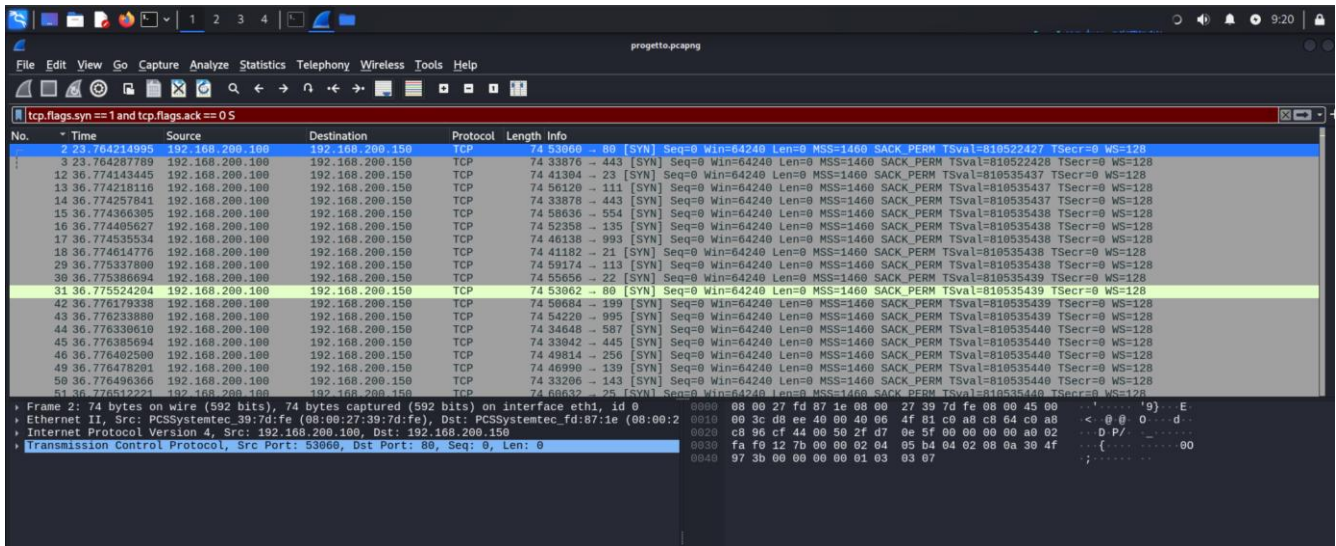 1 2 3 4 9:20
progetto.pcapng
File Edit View Go Capture Analyze Statistics Telephony Wireless Tools Help
tcp.flags.syn == 1 and tcp.flags.ack == 0 S
No. Time Source Destination Protocol Length Info
2 23.764214995 192.168.200.100 192.168.200.150 TCP 74 53060 → 80 [SYN] Seq=0 Win=64240 Len=0 MSS=1460 SACK_PERM TSval=810522427 TSecr=0 WS=128
3 23.764287789 192.168.200.100 192.168.200.150 TCP 74 33876 → 443 [SYN] Seq=0 Win=64240 Len=0 MSS=1460 SACK_PERM TSval=810522428 TSecr=0 WS=128
12 36.774143445 192.168.200.100 192.168.200.150 TCP 74 41304 → 23 [SYN] Seq=0 Win=64240 Len=0 MSS=1460 SACK_PERM TSval=810535437 TSecr=0 WS=128
13 36.774218116 192.168.200.100 192.168.200.150 TCP 74 56120 → 111 [SYN] Seq=0 Win=64240 Len=0 MSS=1460 SACK_PERM TSval=810535437 TSecr=0 WS=128
14 36.774257841 192.168.200.100 192.168.200.150 TCP 74 33878 → 443 [SYN] Seq=0 Win=64240 Len=0 MSS=1460 SACK_PERM TSval=810535437 TSecr=0 WS=128
15 36.774366305 192.168.200.100 192.168.200.150 TCP 74 58636 → 554 [SYN] Seq=0 Win=64240 Len=0 MSS=1460 SACK_PERM TSval=810535438 TSecr=0 WS=128
16 36.774405627 192.168.200.100 192.168.200.150 TCP 74 52358 → 135 [SYN] Seq=0 Win=64240 Len=0 MSS=1460 SACK_PERM TSval=810535438 TSecr=0 WS=128
17 36.774535534 192.168.200.100 192.168.200.150 TCP 74 46138 → 993 [SYN] Seq=0 Win=64240 Len=0 MSS=1460 SACK_PERM TSval=810535438 TSecr=0 WS=128
18 36.774614776 192.168.200.100 192.168.200.150 TCP 74 41182 → 21 [SYN] Seq=0 Win=64240 Len=0 MSS=1460 SACK_PERM TSval=810535438 TSecr=0 WS=128
29 36.775337800 192.168.200.100 192.168.200.150 TCP 74 59174 → 113 [SYN] Seq=0 Win=64240 Len=0 MSS=1460 SACK_PERM TSval=810535438 TSecr=0 WS=128
30 36.775386694 192.168.200.100 192.168.200.150 TCP 74 55656 → 22 [SYN] Seq=0 Win=64240 Len=0 MSS=1460 SACK_PERM TSval=810535439 TSecr=0 WS=128
31 36.775524204 192.168.200.100 192.168.200.150 TCP 74 53062 → 80 [SYN] Seq=0 Win=64240 Len=0 MSS=1460 SACK_PERM TSval=810535439 TSecr=0 WS=128
42 36.776179338 192.168.200.100 192.168.200.150 TCP 74 50684 → 199 [SYN] Seq=0 Win=64240 Len=0 MSS=1460 SACK_PERM TSval=810535439 TSecr=0 WS=128
43 36.776233880 192.168.200.100 192.168.200.150 TCP 74 54220 → 995 [SYN] Seq=0 Win=64240 Len=0 MSS=1460 SACK_PERM TSval=810535439 TSecr=0 WS=128
44 36.776330610 192.168.200.100 192.168.200.150 TCP 74 34648 → 587 [SYN] Seq=0 Win=64240 Len=0 MSS=1460 SACK_PERM TSval=810535440 TSecr=0 WS=128
45 36.776385694 192.168.200.100 192.168.200.150 TCP 74 33042 → 445 [SYN] Seq=0 Win=64240 Len=0 MSS=1460 SACK_PERM TSval=810535440 TSecr=0 WS=128
46 36.776402500 192.168.200.100 192.168.200.150 TCP 74 49814 → 256 [SYN] Seq=0 Win=64240 Len=0 MSS=1460 SACK_PERM TSval=810535440 TSecr=0 WS=128
49 36.776478201 192.168.200.100 192.168.200.150 TCP 74 46990 → 139 [SYN] Seq=0 Win=64240 Len=0 MSS=1460 SACK_PERM TSval=810535440 TSecr=0 WS=128
50 36.776496366 192.168.200.100 192.168.200.150 TCP 74 33206 → 143 [SYN] Seq=0 Win=64240 Len=0 MSS=1460 SACK_PERM TSval=810535440 TSecr=0 WS=128
51 36.776512221 192.168.200.100 192.168.200.150 TCP 74 60632 → 25 [SYN] Seq=0 Win=64240 Len=0 MSS=1460 SACK_PERM TSval=810535440 TSecr=0 WS=128
Frame 2: 74 bytes on wire (592 bits), 74 bytes captured (592 bits) on interface eth1, id 0
Ethernet II, Src: PCSSystemtec_39:7d:fe (08:00:27:39:7d:fe), Dst: PCSSystemtec_fd:87:1e (08:00:2
Internet Protocol Version 4, Src: 192.168.200.100, Dst: 192.168.200.150
Transmission Control Protocol, Src Port: 53060, Dst Port: 80, Seq: 0, Len: 0
0000 08 00 27 fd 87 1e 08 00 27 39 7d fe 08 00 45 00 ··'·····'9}···E·
0010 00 3c d8 ee 40 00 40 06 4f 81 c0 a8 c8 64 c0 a8 ·<··@·@·O····d··
0020 c8 96 cf 44 00 50 2f d7 0e 5f 00 00 00 00 a0 02 ···D·P/··_······
0030 fa f0 12 7b 00 00 02 04 05 b4 04 02 08 0a 30 4f ···{··········0O
0040 97 3b 00 00 00 00 01 03 03 07 ·;········